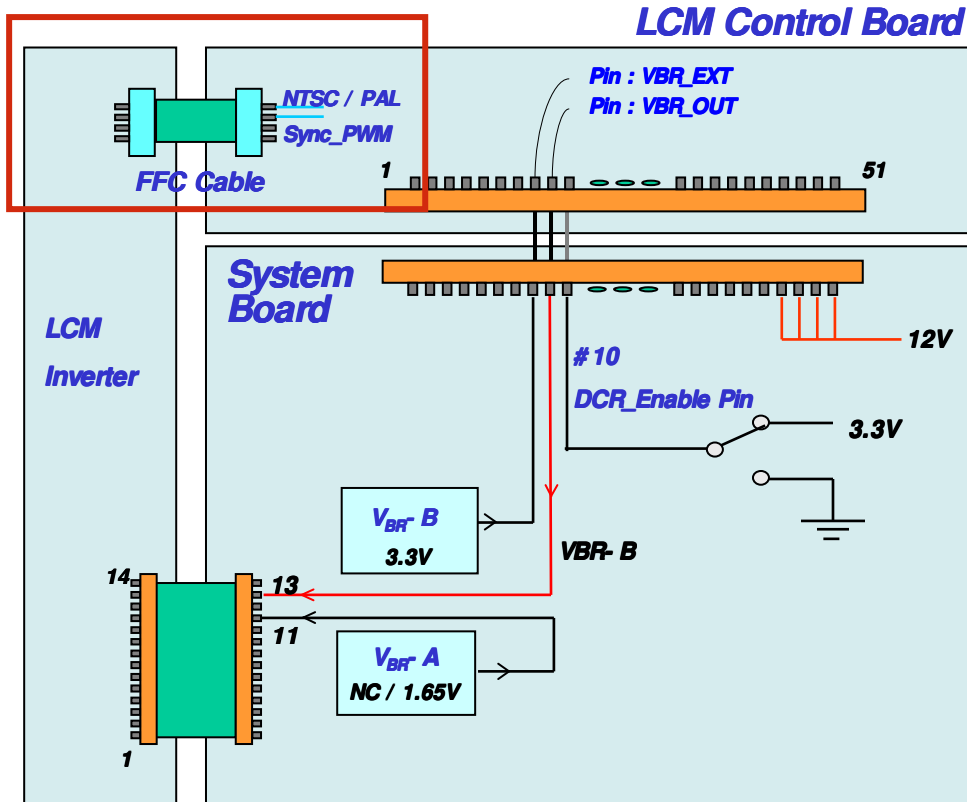 LCM Control Board
Pin : VBR_EXT
Pin : VBR_OUT
NTSC / PAL
Sync_PWM
FFC Cable
1
51
System
Board
LCM
Inverter
12V
#10
DCR_Enable Pin
3.3V
VBR- B
3.3V
VBR- B
14
13
11
VBR- A
NC / 1.65V
1